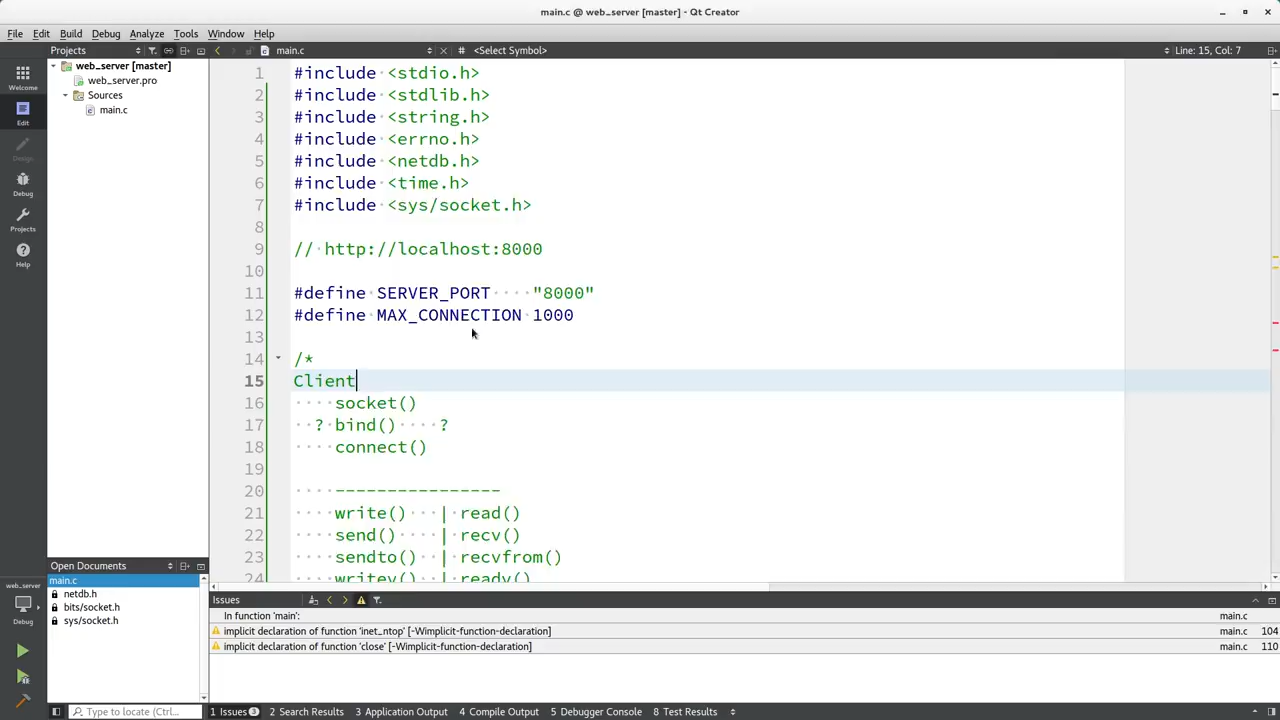 main.c @ web_server [master] - Qt Creator
File Edit Build Debug Analyze Tools Window Help
Projects
main.c
# <Select Symbol>
Line: 15, Col: 7
Welcome
Edit
Design
Debug
Projects
Help
web_server [master]
web_server.pro
Sources
main.c
1 #include <stdio.h>
2 #include <stdlib.h>
3 #include <string.h>
4 #include <errno.h>
5 #include <netdb.h>
6 #include <time.h>
7 #include <sys/socket.h>
8
9 // http://localhost:8000
10
11 #define SERVER_PORT "8000"
12 #define MAX_CONNECTION 1000
13
14 /*
15 Client
16 socket()
17 ? bind() ?
18 connect()
19
20 ----------------
21 write() | read()
22 send() | recv()
23 sendto() | recvfrom()
24 writev() | readv()
Open Documents
main.c
netdb.h
bits/socket.h
sys/socket.h
web_server
Debug
Issues
In function 'main': main.c
implicit declaration of function 'inet_ntop' [-Wimplicit-function-declaration] main.c 104
implicit declaration of function 'close' [-Wimplicit-function-declaration] main.c 110
Type to locate (Ctrl...
1 Issues 3
2 Search Results
3 Application Output
4 Compile Output
5 Debugger Console
8 Test Results